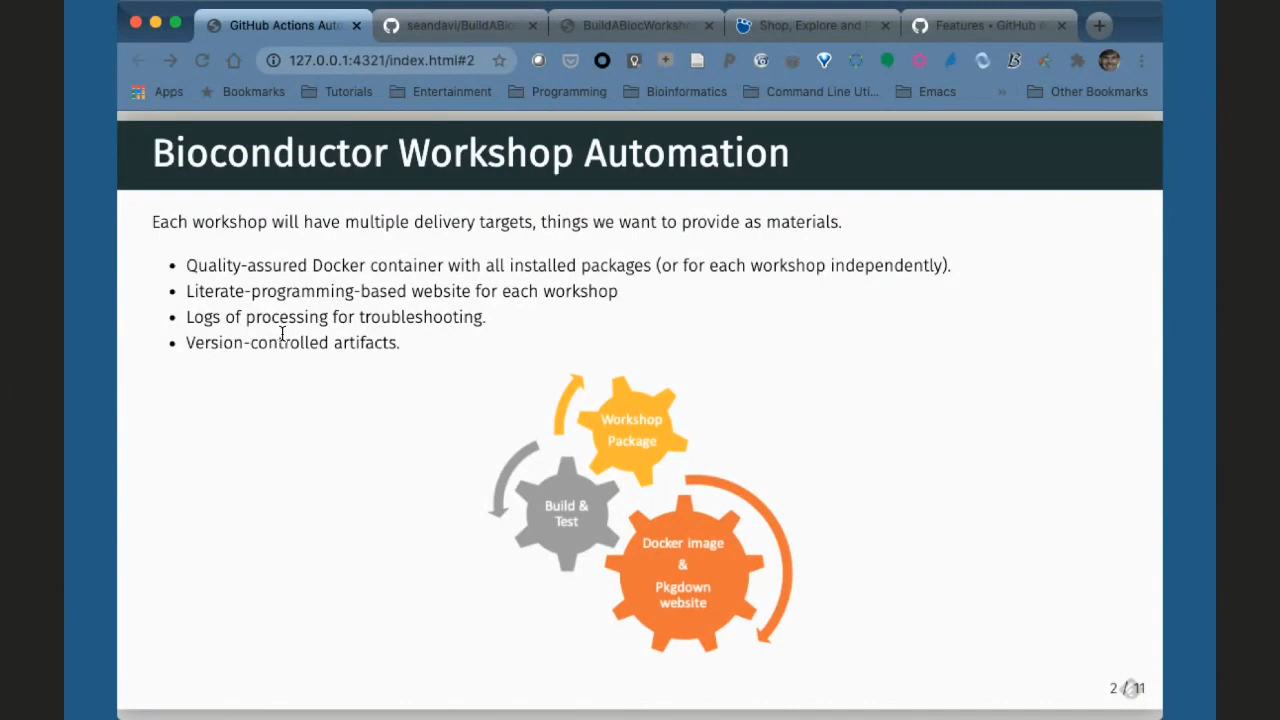 GitHub Actions Aut
seandavi/BuildABio
BuildABiocWorksh
Shop, Explore and
Features • GitHub
127.0.0.1:4321/index.html#2
Apps
Bookmarks
Tutorials
Entertainment
Programming
Bioinformatics
Command Line Uti...
Emacs
»
Other Bookmarks
Bioconductor Workshop Automation
Each workshop will have multiple delivery targets, things we want to provide as materials.
• Quality-assured Docker container with all installed packages (or for each workshop independently).
• Literate-programming-based website for each workshop
• Logs of processing for troubleshooting.
• Version-controlled artifacts.
Workshop
Package
Build &
Test
Docker image
&
Pkgdown
website
2 / 11